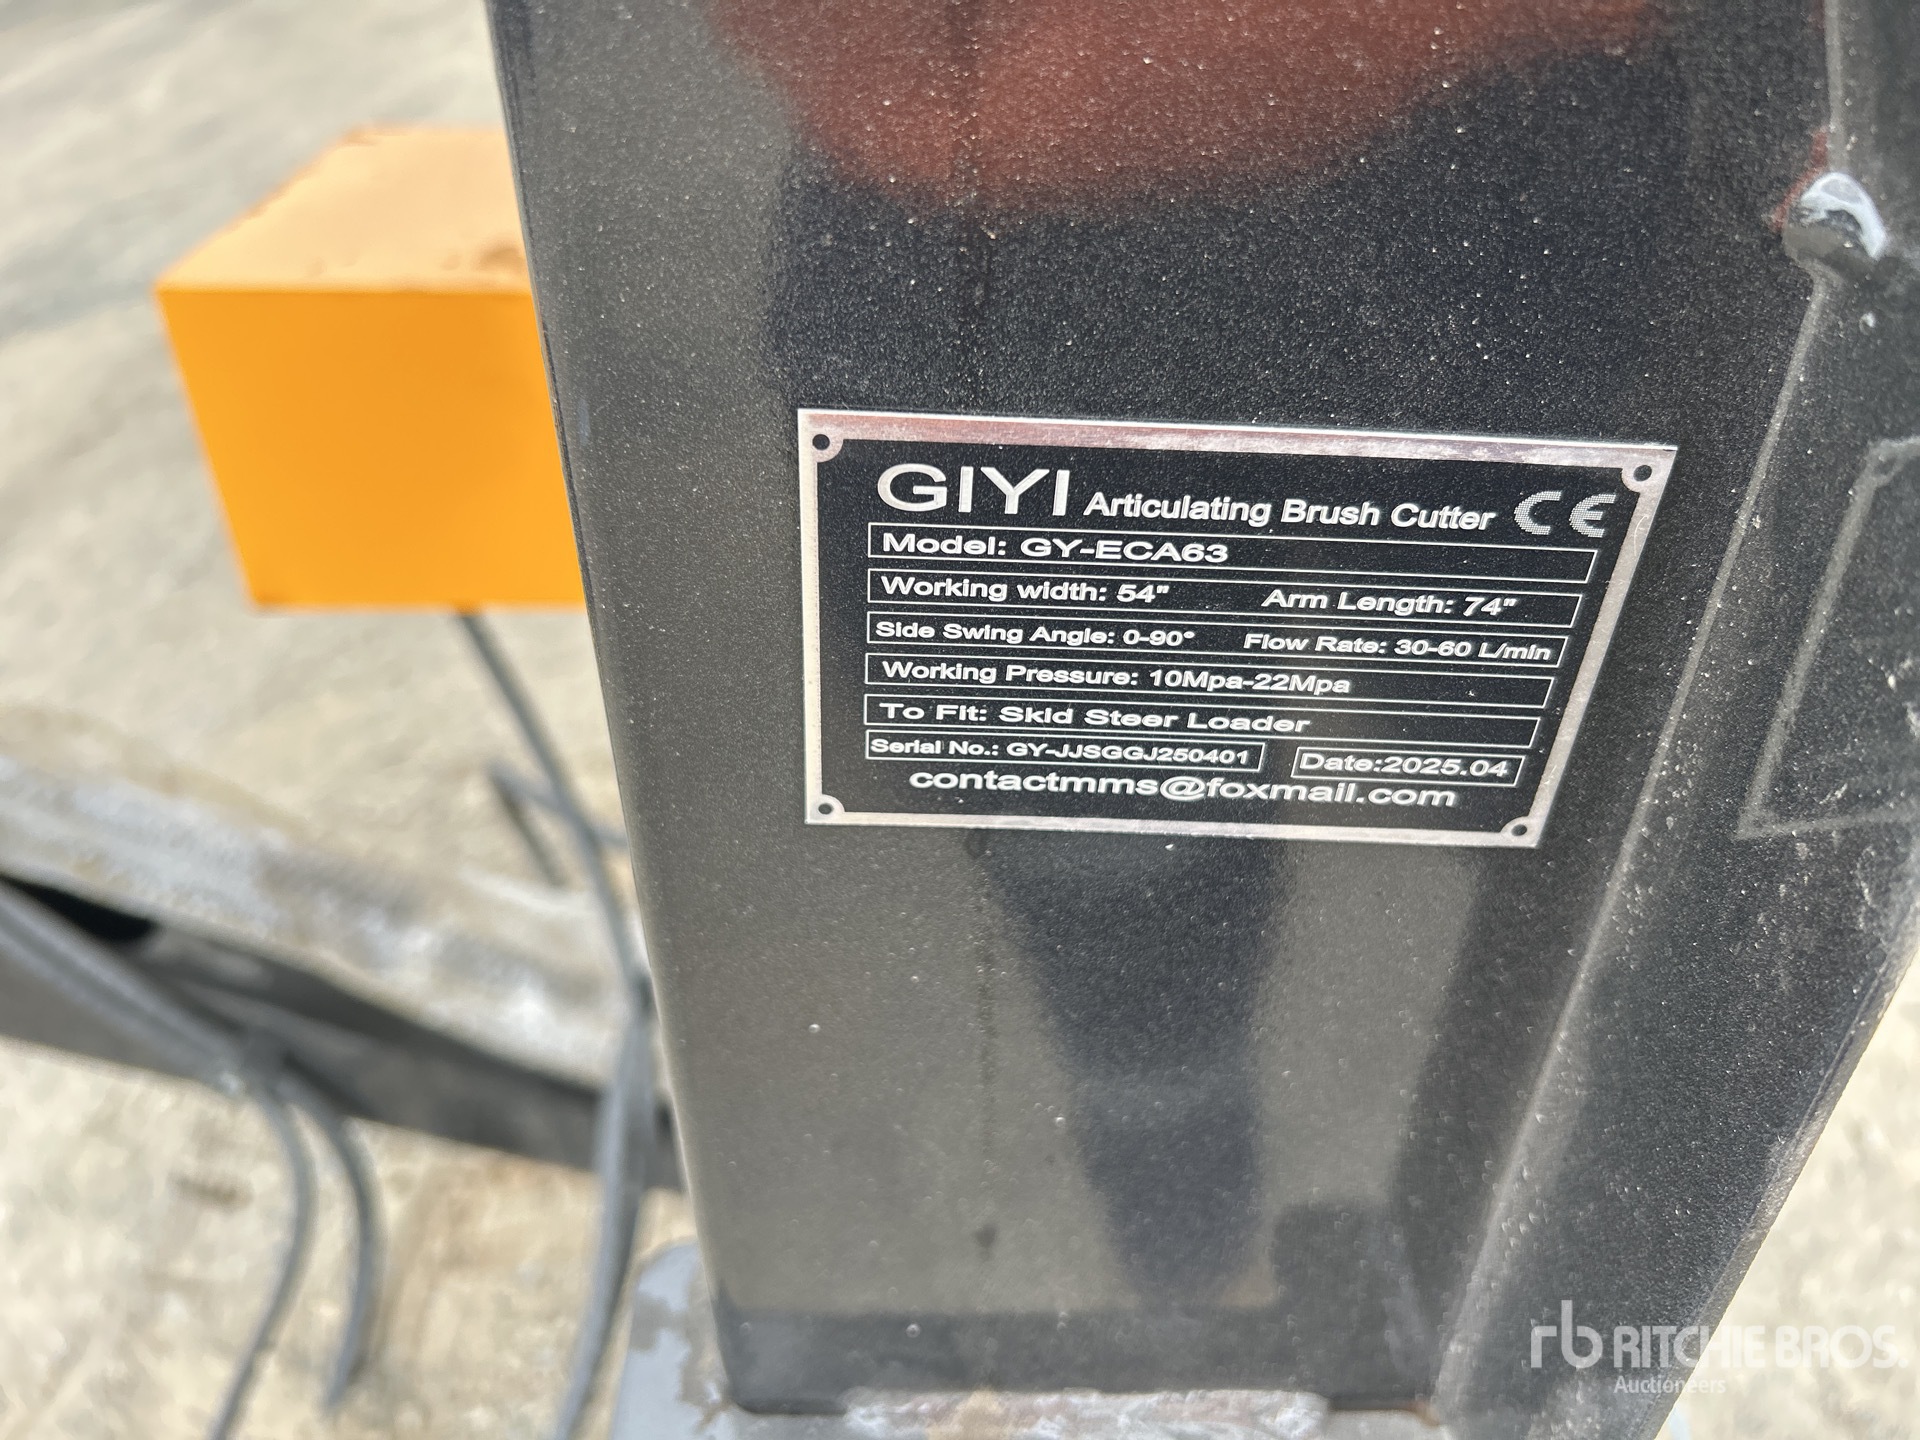 GIYI Articulating Brush Cutter CE
Model: GY-ECA63
Working width: 54" Arm Length: 74"
Side Swing Angle: 0-90° Flow Rate: 30-60 L/min
Working Pressure: 10Mpa-22Mpa
To Fit: Skid Steer Loader
Serial No.: GY-JJSGGJ250401 Date:2025.04
contactmms@foxmail.com
rb RITCHIE BROS.
Auctioneers